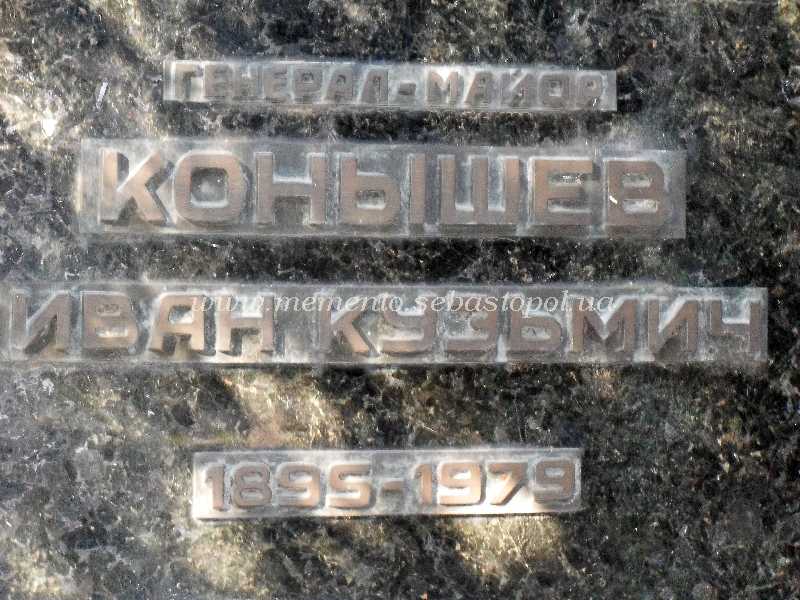 ГЕНЕРАЛ-МАЙОР
КОНЫШЕВ
ИВАН КУЗЬМИЧ
www.memento.sebastopol.ua
1895-1979